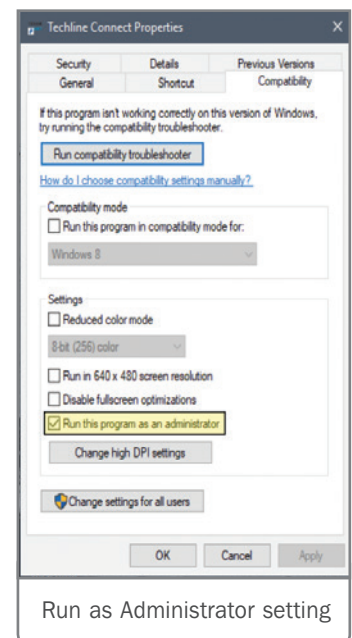 Techline Connect Properties
Security Details Previous Versions
General Shortcut Compatibility
If this program isn't working correctly on this version of Windows,
try running the compatibility troubleshooter.
Run compatibility troubleshooter
How do I choose compatibility settings manually?
Compatibility mode
Run this program in compatibility mode for:
Windows 8
Settings
Reduced color mode
8-bit (256) color
Run in 640 x 480 screen resolution
Disable fullscreen optimizations
Run this program as an administrator
Change high DPI settings
Change settings for all users
OK Cancel Apply
Run as Administrator setting